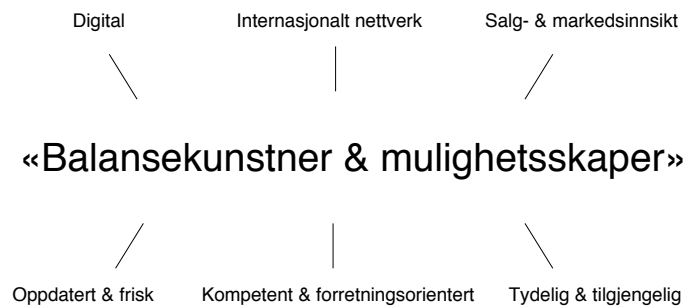 Digital
Internasjonalt nettverk
Salg- & markedsinnsikt
«Balansekunstner & mulighetsskaper»
Oppdatert & frisk
Kompetent & forretningsorientert
Tydelig & tilgjengelig